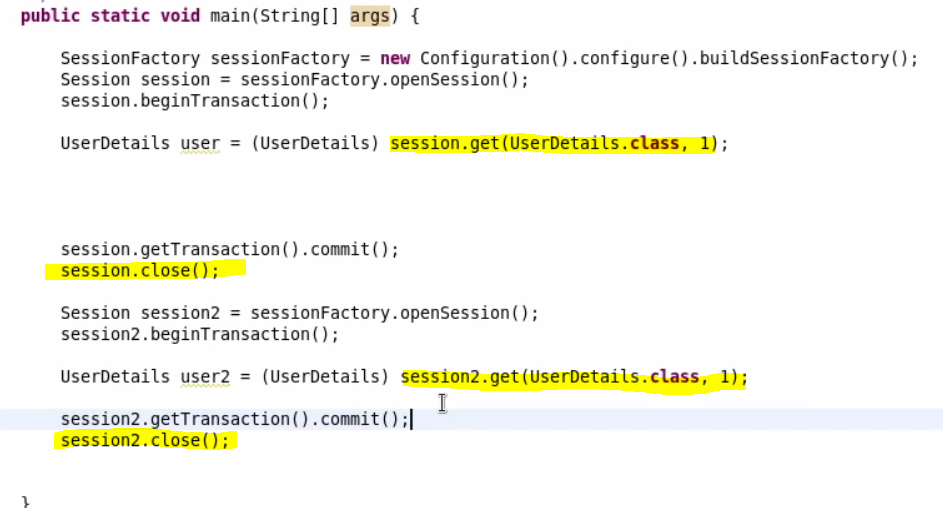 public static void main(String[] args) {
SessionFactory sessionFactory = new Configuration().configure().buildSessionFactory();
Session session = sessionFactory.openSession();
session.beginTransaction();
UserDetails user = (UserDetails) session.get(UserDetails.class, 1);
session.getTransaction().commit();
session.close();
Session session2 = sessionFactory.openSession();
session2.beginTransaction();
UserDetails user2 = (UserDetails) session2.get(UserDetails.class, 1);
session2.getTransaction().commit();
session2.close();
}